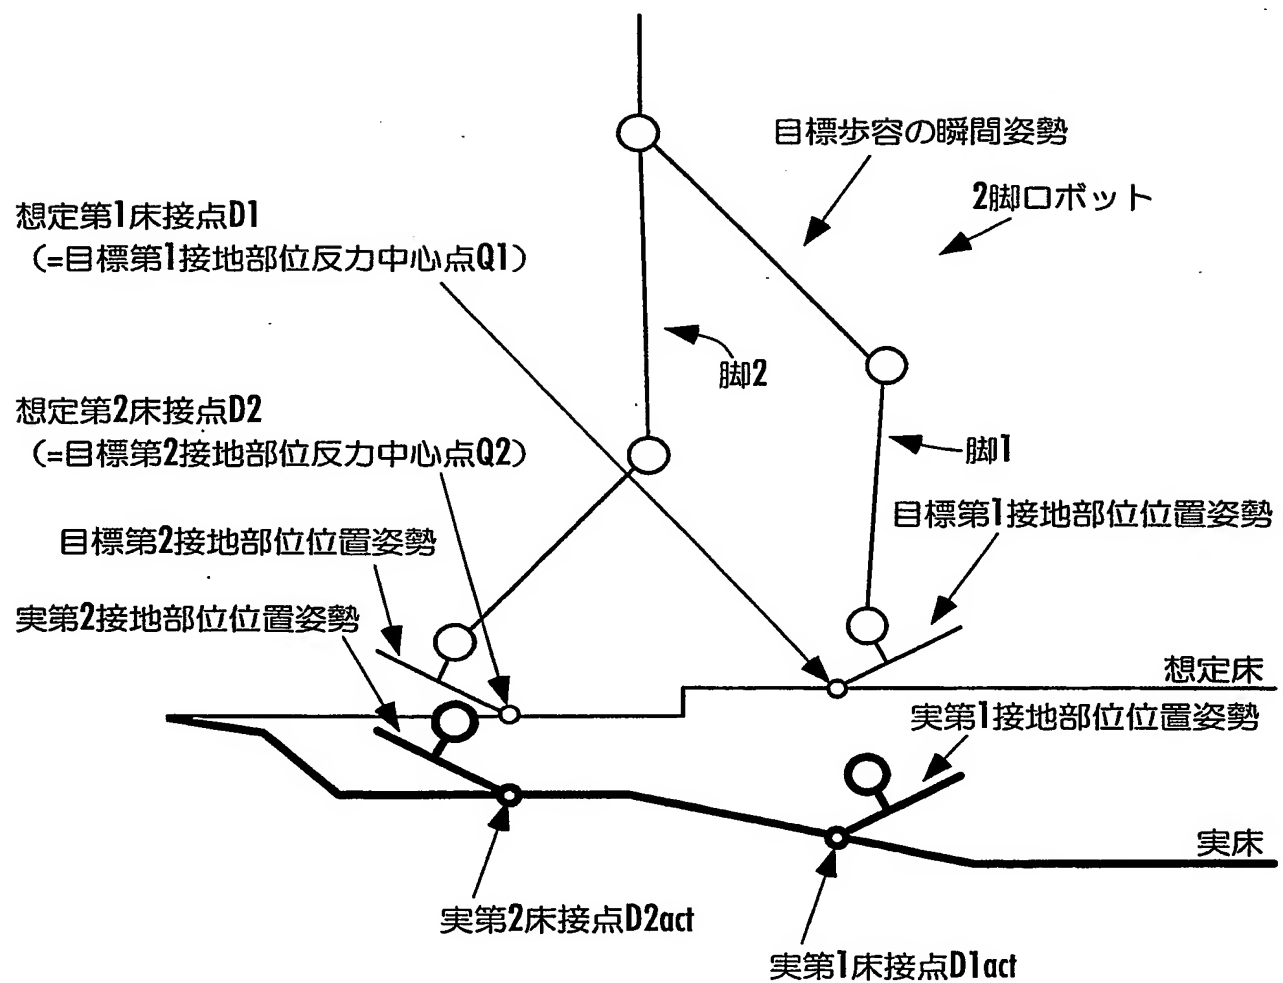 目標歩容の瞬間姿勢
2脚ロボット
想定第1床接点D1
(=目標第1接地部位反力中心点Q1)
脚2
想定第2床接点D2
(=目標第2接地部位反力中心点Q2)
脚1
目標第1接地部位位置姿勢
目標第2接地部位位置姿勢
実第2接地部位位置姿勢
想定床
実第1接地部位位置姿勢
実床
実第2床接点D2act
実第1床接点D1act